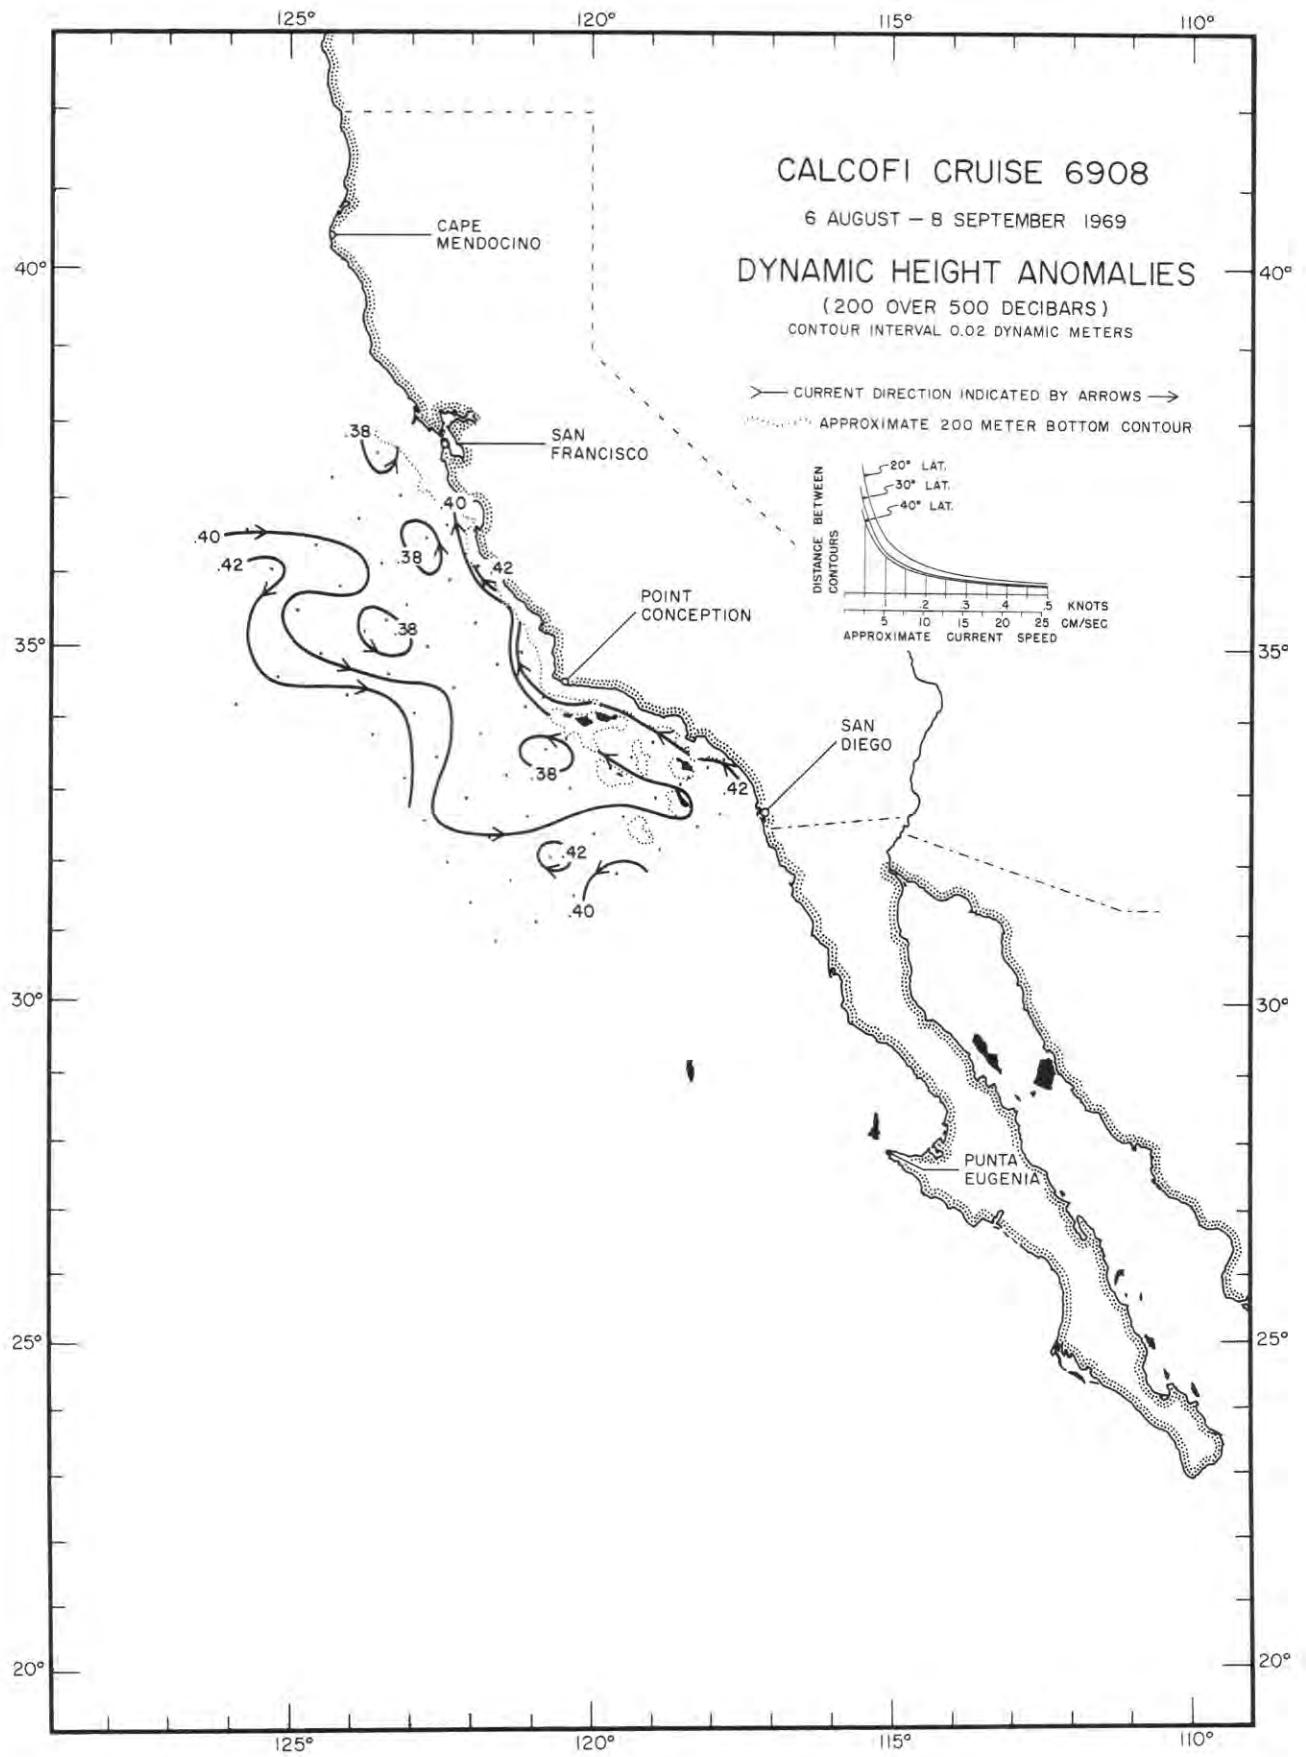 125° 120° 115° 110°
CALCOFI CRUISE 6908
6 AUGUST — 8 SEPTEMBER 1969
DYNAMIC HEIGHT ANOMALIES
(200 OVER 500 DECIBARS)
CONTOUR INTERVAL 0.02 DYNAMIC METERS
CURRENT DIRECTION INDICATED BY ARROWS
APPROXIMATE 200 METER BOTTOM CONTOUR
DISTANCE BETWEEN
CONTOURS
20° LAT.
30° LAT.
40° LAT.
.1 .2 .3 .4 .5 KNOTS
5 10 15 20 25 CM/SEC
APPROXIMATE CURRENT SPEED
CAPE
MENDOCINO
40° 40°
.38
SAN
FRANCISCO
.40
.40
.38
.42
.42
POINT
CONCEPTION
.38
35° 35°
SAN
DIEGO
.38
.42
.42
.40
30° 30°
PUNTA
EUGENIA
25° 25°
20° 20°
125° 120° 115° 110°